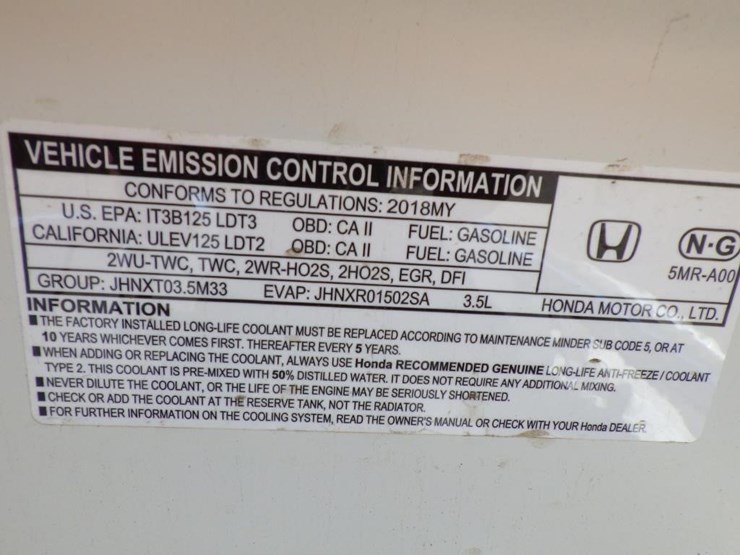 VEHICLE EMISSION CONTROL INFORMATION
CONFORMS TO REGULATIONS: 2018MY
U.S. EPA: IT3B125 LDT3 OBD: CA II FUEL: GASOLINE
CALIFORNIA: ULEV125 LDT2 OBD: CA II FUEL: GASOLINE
2WU-TWC, TWC, 2WR-HO2S, 2HO2S, EGR, DFI
GROUP: JHNXT03.5M33 EVAP: JHNXR01502SA 3.5L
N·G
5MR-A00
HONDA MOTOR CO., LTD.
INFORMATION
■ THE FACTORY INSTALLED LONG-LIFE COOLANT MUST BE REPLACED ACCORDING TO MAINTENANCE MINDER SUB CODE 5, OR AT
10 YEARS WHICHEVER COMES FIRST. THEREAFTER EVERY 5 YEARS.
■ WHEN ADDING OR REPLACING THE COOLANT, ALWAYS USE Honda RECOMMENDED GENUINE LONG-LIFE ANTI-FREEZE / COOLANT
TYPE 2. THIS COOLANT IS PRE-MIXED WITH 50% DISTILLED WATER. IT DOES NOT REQUIRE ANY ADDITIONAL MIXING.
■ NEVER DILUTE THE COOLANT, OR THE LIFE OF THE ENGINE MAY BE SERIOUSLY SHORTENED.
■ CHECK OR ADD THE COOLANT AT THE RESERVE TANK, NOT THE RADIATOR.
■ FOR FURTHER INFORMATION ON THE COOLING SYSTEM, READ THE OWNER'S MANUAL OR CHECK WITH YOUR Honda DEALER.